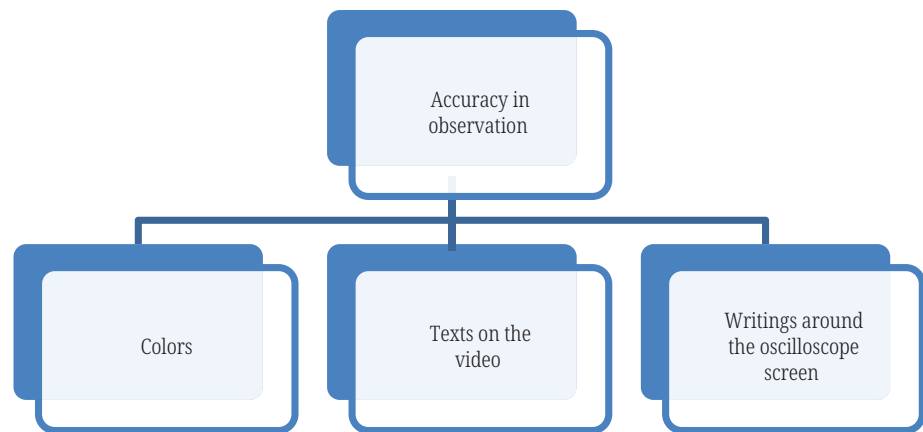 Accuracy in
observation
Colors
Texts on the
video
Writings around
the oscilloscope
screen